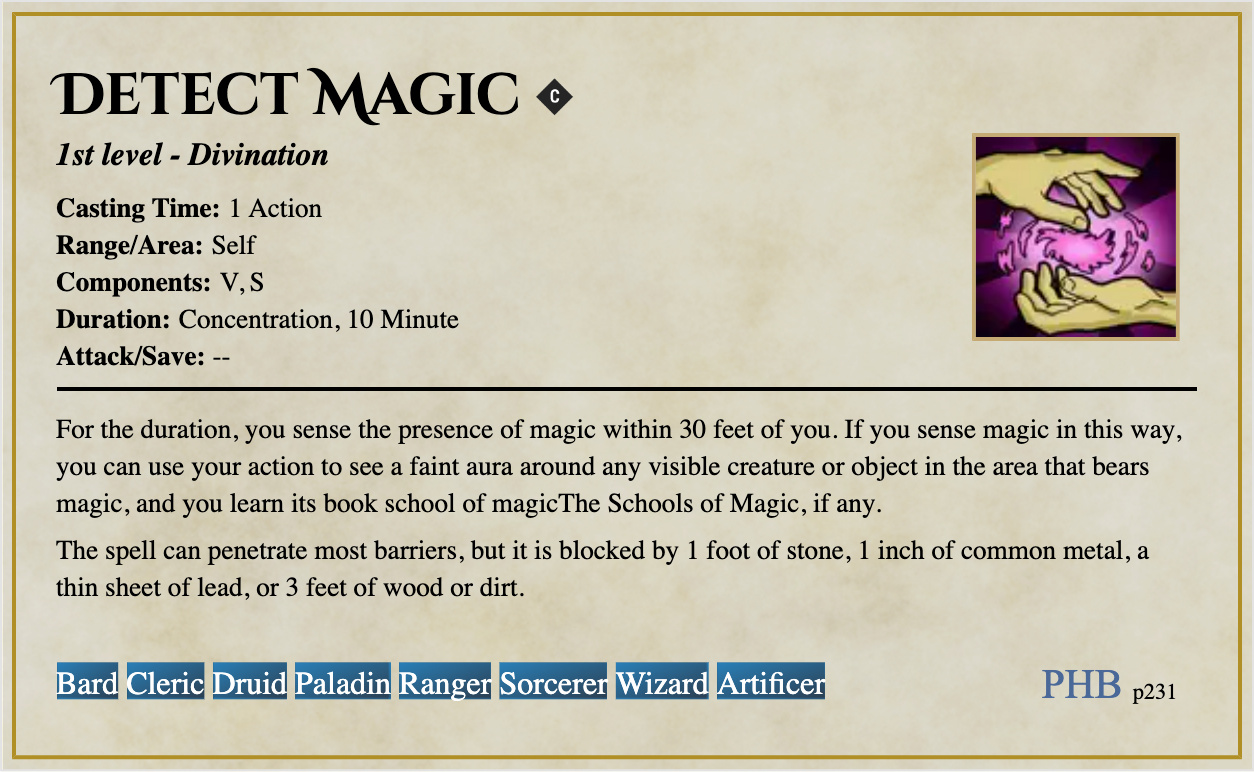 Detect Magic C
1st level - Divination
Casting Time: 1 Action
Range/Area: Self
Components: V, S
Duration: Concentration, 10 Minute
Attack/Save: --
For the duration, you sense the presence of magic within 30 feet of you. If you sense magic in this way,
you can use your action to see a faint aura around any visible creature or object in the area that bears
magic, and you learn its book school of magicThe Schools of Magic, if any.
The spell can penetrate most barriers, but it is blocked by 1 foot of stone, 1 inch of common metal, a
thin sheet of lead, or 3 feet of wood or dirt.
Bard Cleric Druid Paladin Ranger Sorcerer Wizard Artificer PHB p231